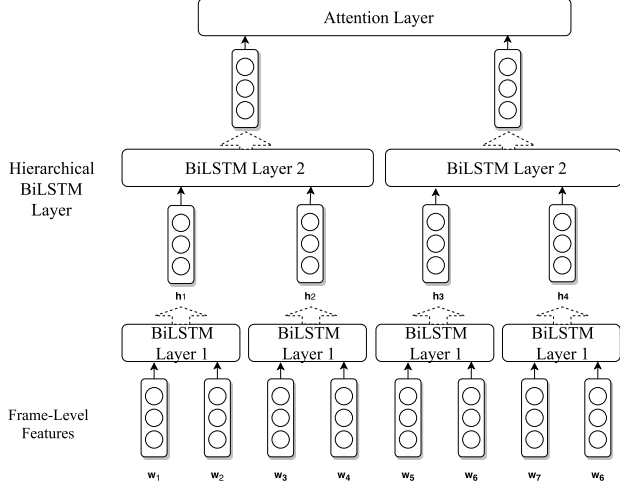 Attention Layer
Hierarchical
BiLSTM
Layer
BiLSTM Layer 2
BiLSTM Layer 2
h1
h2
h3
h4
BiLSTM
Layer 1
BiLSTM
Layer 1
BiLSTM
Layer 1
BiLSTM
Layer 1
Frame-Level
Features
w1
w2
w3
w4
w5
w6
w7
w6